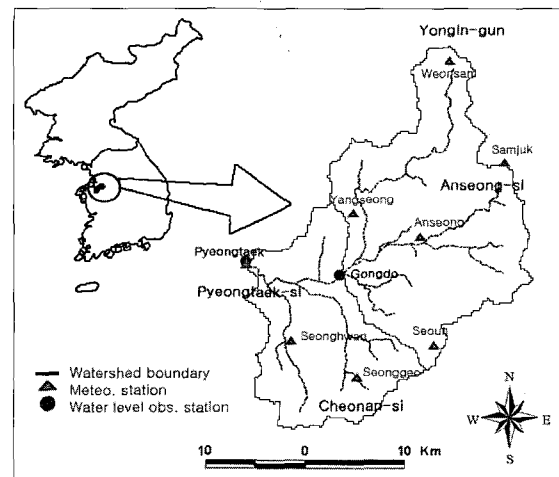 Yongin-gun
Weonsam
Samjuk
Anseong-si
Yangseong
Anseong
Pyeongtaek
Gongdo
Pyeongtaek-si
Seonghwan
Seoun
Seonggeo
Cheonan-si
Watershed boundary
Meteo. station
Water level obs. station
N
W E
S
10 0 10 Km